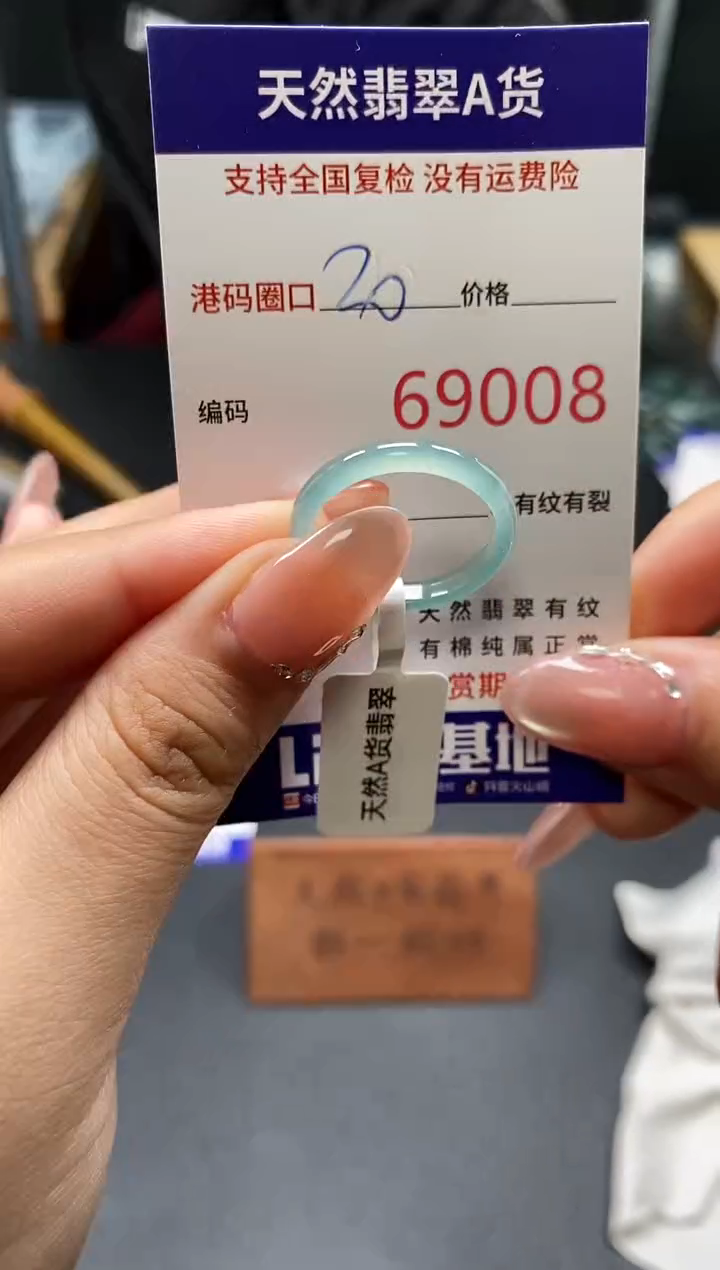 天然翡翠A货
支持全国复检 没有运费险
港码圈口 20 价格
编码 69008
有纹有裂
天然翡翠有纹
有棉纯属正常
赏期
基地
天然A货翡翠